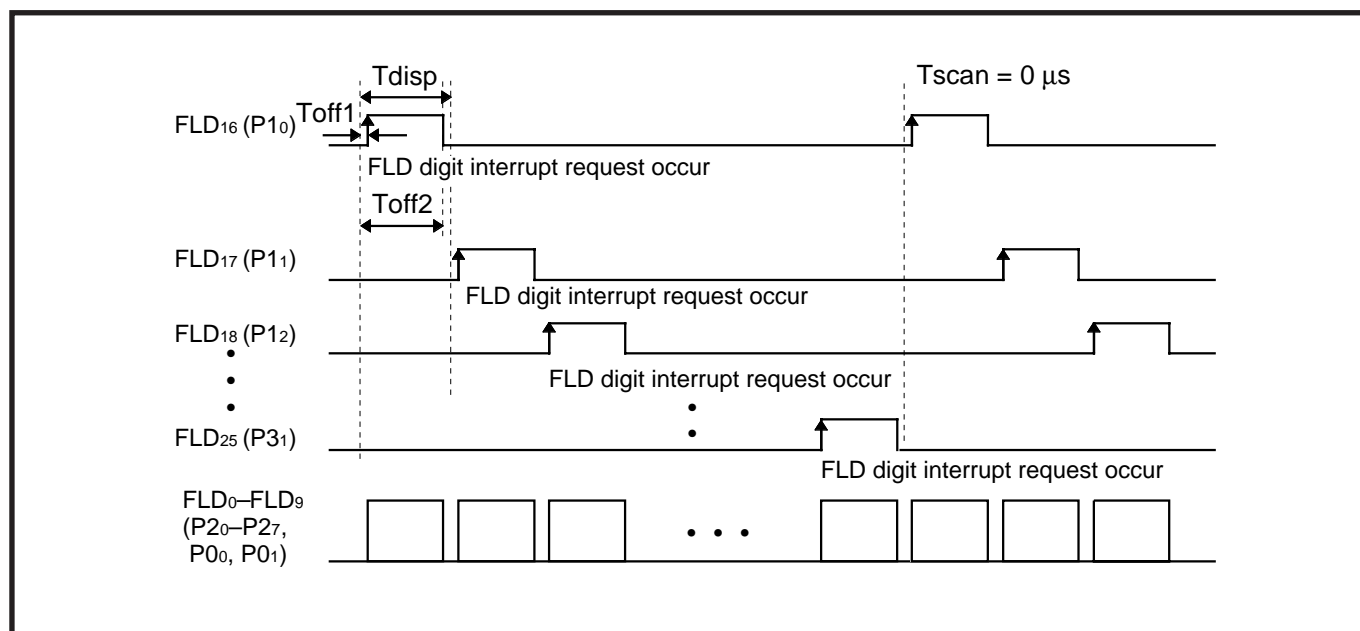 Tdisp
Tscan = 0 µs
Toff1
FLD16 (P10)
FLD digit interrupt request occur
Toff2
FLD17 (P11)
FLD digit interrupt request occur
FLD18 (P12)
FLD digit interrupt request occur
FLD25 (P31)
FLD digit interrupt request occur
FLD0–FLD9
(P20–P27,
P00, P01)